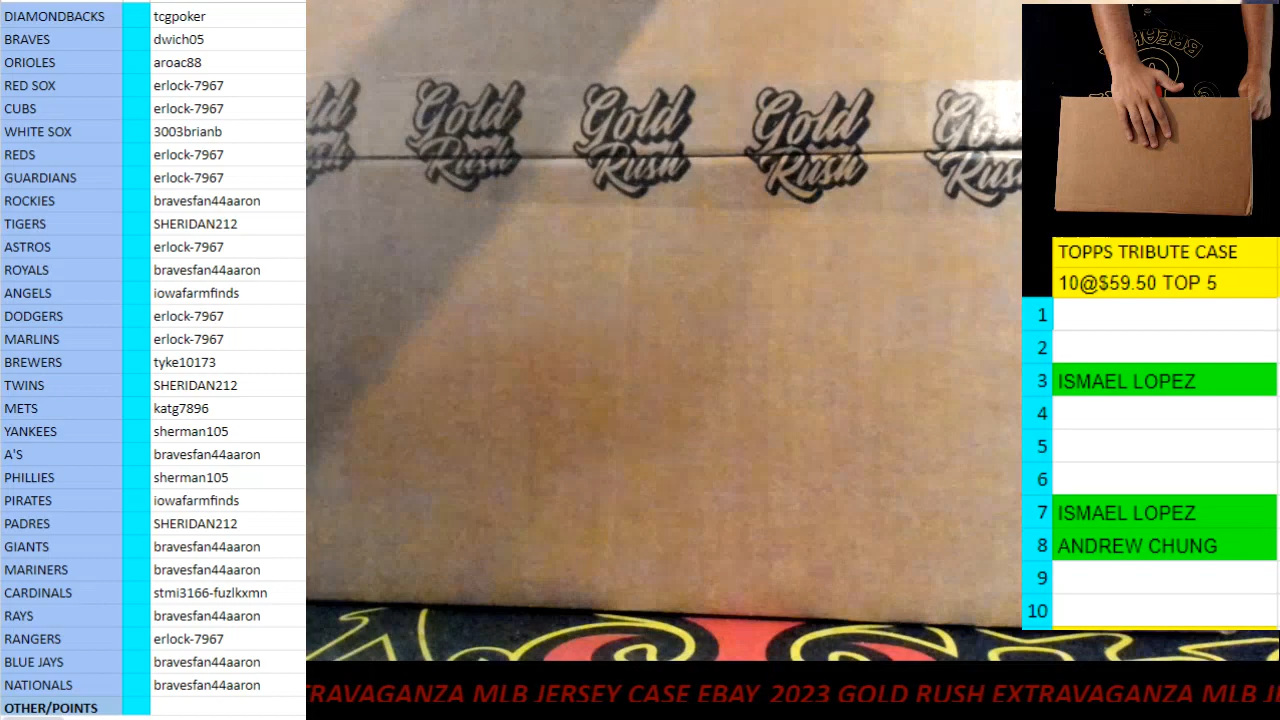 DIAMONDBACKS tcgpoker
BRAVES dwich05
ORIOLES aroac88
RED SOX erlock-7967
CUBS erlock-7967
WHITE SOX 3003brianb
REDS erlock-7967
GUARDIANS erlock-7967
ROCKIES bravesfan44aaron
TIGERS SHERIDAN212
ASTROS erlock-7967
ROYALS bravesfan44aaron
ANGELS iowafarmfinds
DODGERS erlock-7967
MARLINS erlock-7967
BREWERS tyke10173
TWINS SHERIDAN212
METS katg7896
YANKEES sherman105
A'S bravesfan44aaron
PHILLIES sherman105
PIRATES iowafarmfinds
PADRES SHERIDAN212
GIANTS bravesfan44aaron
MARINERS bravesfan44aaron
CARDINALS stmi3166-fuzlkxmn
RAYS bravesfan44aaron
RANGERS erlock-7967
BLUE JAYS bravesfan44aaron
NATIONALS bravesfan44aaron
OTHER/POINTS
Gold Gold Gold Gold
Rush Rush Rush Rush
BREAK
TOPPS TRIBUTE CASE
10@$59.50 TOP 5
1
2
3 ISMAEL LOPEZ
4
5
6
7 ISMAEL LOPEZ
8 ANDREW CHUNG
9
10
TRAVAGANZA MLB JERSEY CASE EBAY 2023 GOLD RUSH EXTRAVAGANZA MLB J